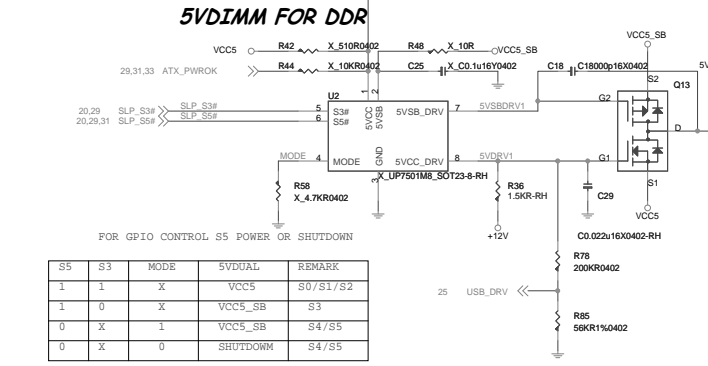 5VDIMM FOR DDR
VCC5
R42 X_510R0402
R48 X_10R
VCC5_SB
29,31,33 ATX_PWROK
R44 X_10KR0402
C25 X_C0.1u16Y0402
C18 C18000p16X0402
VCC5_SB
5V
S2
Q13
U2
1
2
20,29 SLP_S3# SLP_S3# 5 S3#
20,29,31 SLP_S5# SLP_S5# 6 S5#
5VCC
5VSB
5VSB_DRV 7 5VSBDRV1
G2
D
MODE 4 MODE
GND
3
5VCC_DRV 8 5VDRV1
G1
S1
X_UP7501M8_SOT23-8-RH
R58
X_4.7KR0402
R36
1.5KR-RH
C29
VCC5
+12V
C0.022u16X0402-RH
FOR GPIO CONTROL S5 POWER OR SHUTDOWN
R78
200KR0402
25 USB_DRV
R85
56KR1%0402
S5 S3 MODE 5VDUAL REMARK
1 1 X VCC5 S0/S1/S2
1 0 X VCC5_SB S3
0 X 1 VCC5_SB S4/S5
0 X 0 SHUTDOWM S4/S5